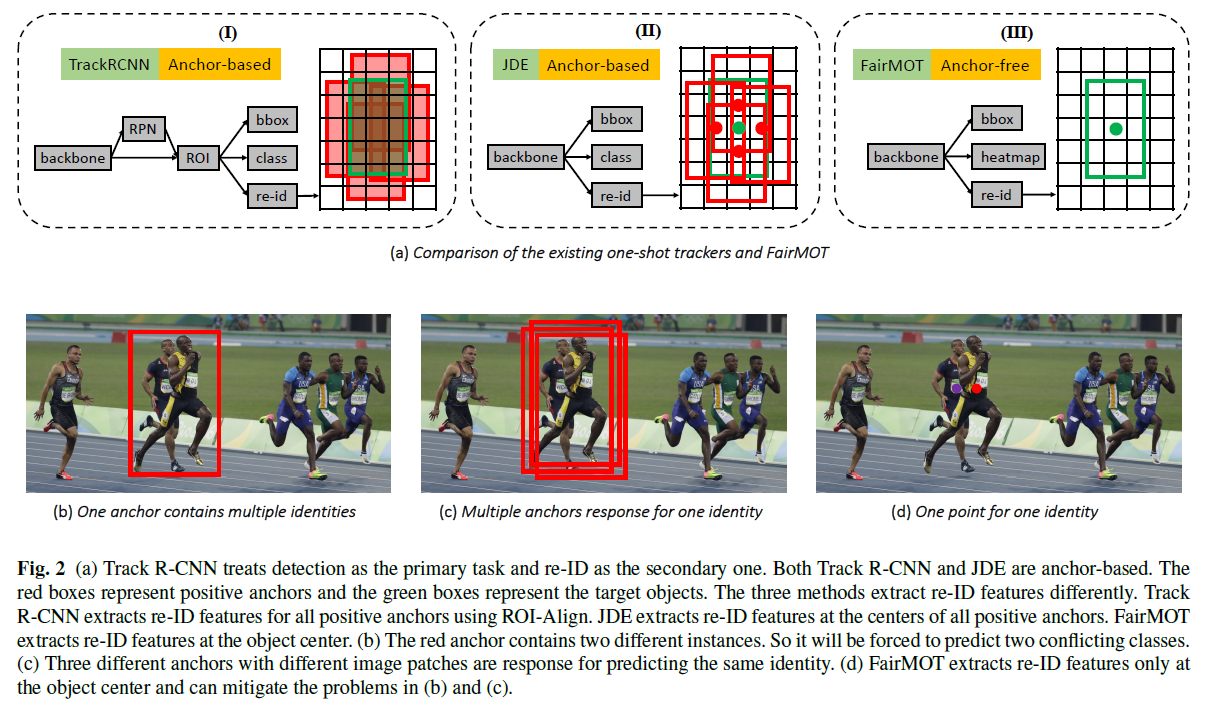 (I)
TrackRCNN Anchor-based
backbone
RPN
ROI
bbox
class
re-id
(II)
JDE Anchor-based
backbone
bbox
class
re-id
(III)
FairMOT Anchor-free
backbone
bbox
heatmap
re-id
(a) Comparison of the existing one-shot trackers and FairMOT
(b) One anchor contains multiple identities
(c) Multiple anchors response for one identity
(d) One point for one identity
Fig. 2 (a) Track R-CNN treats detection as the primary task and re-ID as the secondary one. Both Track R-CNN and JDE are anchor-based. The
red boxes represent positive anchors and the green boxes represent the target objects. The three methods extract re-ID features differently. Track
R-CNN extracts re-ID features for all positive anchors using ROI-Align. JDE extracts re-ID features at the centers of all positive anchors. FairMOT
extracts re-ID features at the object center. (b) The red anchor contains two different instances. So it will be forced to predict two conflicting classes.
(c) Three different anchors with different image patches are response for predicting the same identity. (d) FairMOT extracts re-ID features only at
the object center and can mitigate the problems in (b) and (c).